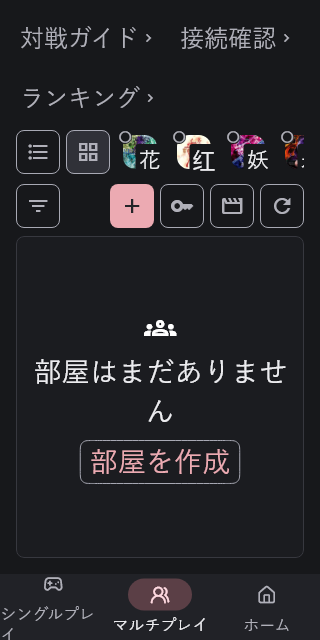 対戦ガイド
接続確認
ランキング
花
红
妖
部屋はまだありませ
ん
部屋を作成
シングルプレ
イ
マルチプレイ
ホーム